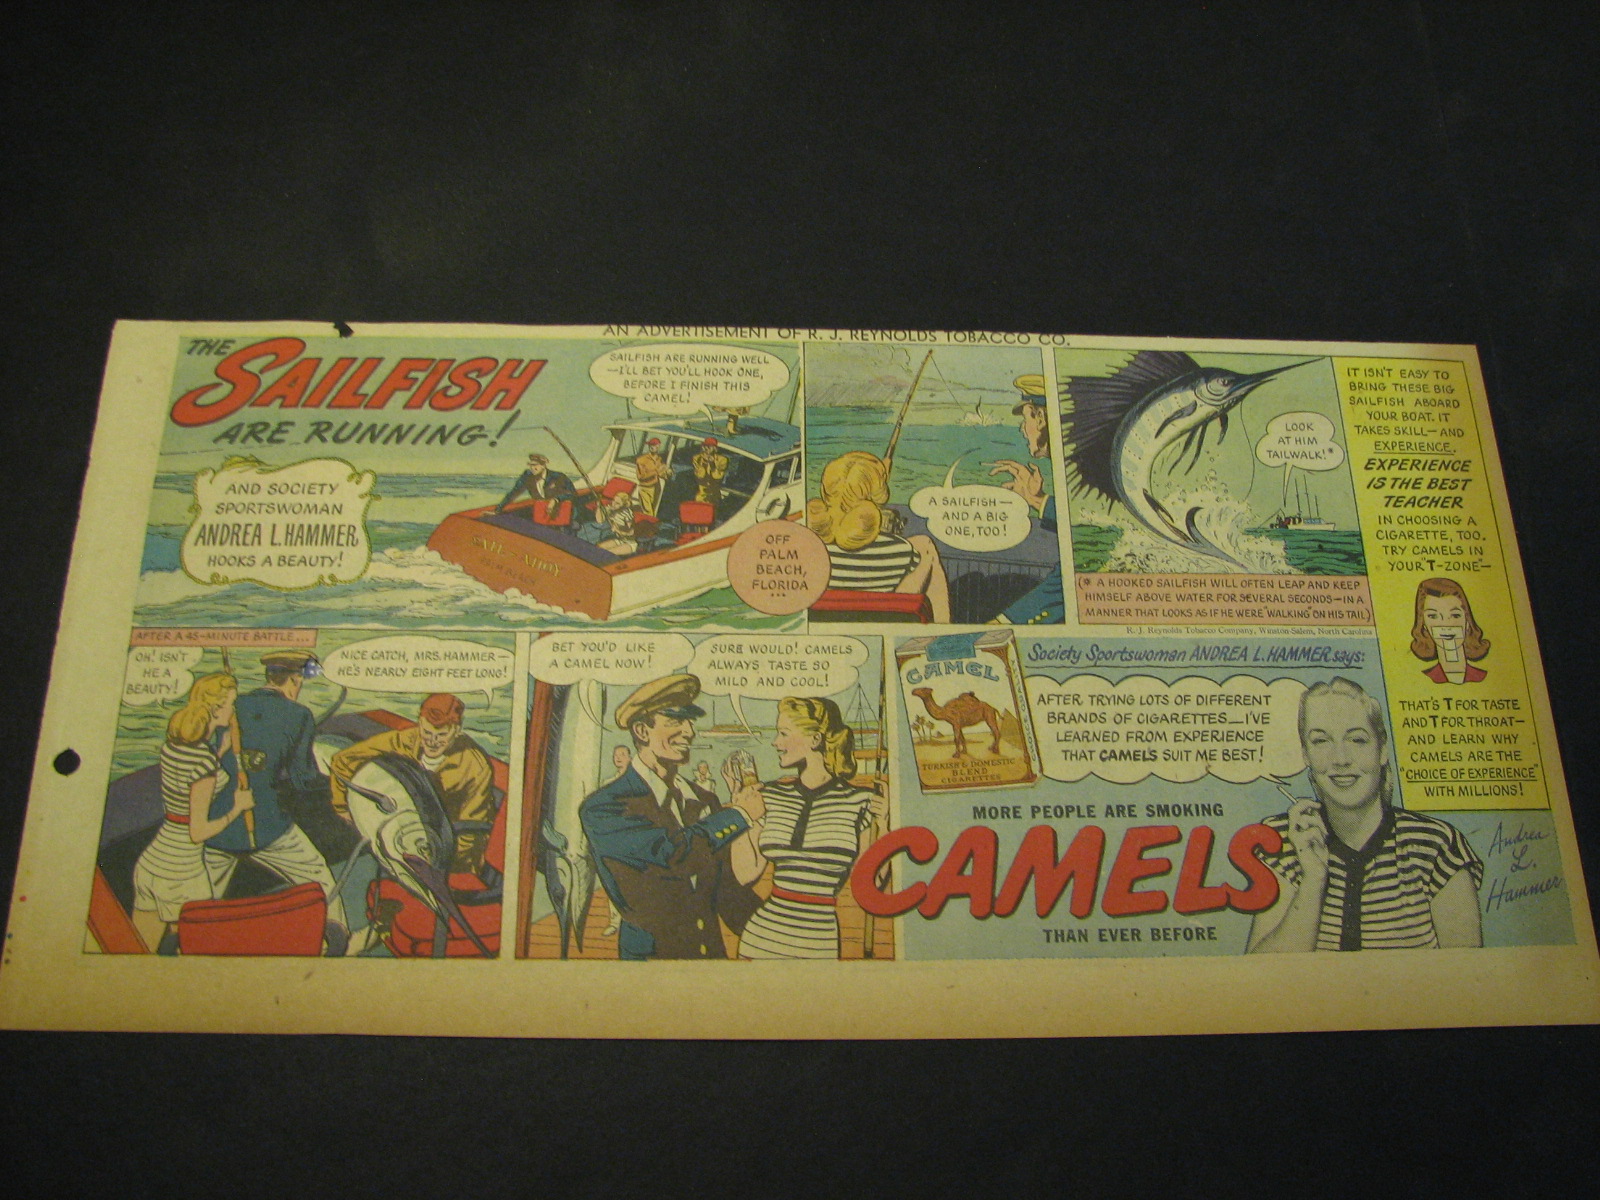 AN ADVERTISEMENT OF R. J. REYNOLDS TOBACCO CO.
THE
SAILFISH
ARE RUNNING!
AND SOCIETY
SPORTSWOMAN
ANDREA L. HAMMER
HOOKS A BEAUTY!
SAILFISH ARE RUNNING WELL
—I'LL BET YOU'LL HOOK ONE,
BEFORE I FINISH THIS
CAMEL!
PALM BEACH
OFF
PALM
BEACH,
FLORIDA
...
A SAILFISH—
AND A BIG
ONE, TOO!
LOOK
AT HIM
TAILWALK!*
(* A HOOKED SAILFISH WILL OFTEN LEAP AND KEEP
HIMSELF ABOVE WATER FOR SEVERAL SECONDS—IN A
MANNER THAT LOOKS AS IF HE WERE "WALKING" ON HIS TAIL)
R. J. Reynolds Tobacco Company, Winston-Salem, North Carolina
IT ISN'T EASY TO
BRING THESE BIG
SAILFISH ABOARD
YOUR BOAT. IT
TAKES SKILL—AND
EXPERIENCE.
EXPERIENCE
IS THE BEST
TEACHER
IN CHOOSING A
CIGARETTE, TOO.
TRY CAMELS IN
YOUR "T-ZONE"—
THAT'S T FOR TASTE
AND T FOR THROAT—
AND LEARN WHY
CAMELS ARE THE
"CHOICE OF EXPERIENCE"
WITH MILLIONS!
AFTER A 45-MINUTE BATTLE...
OH! ISN'T
HE A
BEAUTY!
NICE CATCH, MRS. HAMMER—
HE'S NEARLY EIGHT FEET LONG!
BET YOU'D LIKE
A CAMEL NOW!
SURE WOULD! CAMELS
ALWAYS TASTE SO
MILD AND COOL!
CAMEL
CHOICE QUALITY
TURKISH & DOMESTIC
BLEND
CIGARETTES
Society Sportswoman ANDREA L. HAMMER says:
AFTER TRYING LOTS OF DIFFERENT
BRANDS OF CIGARETTES—I'VE
LEARNED FROM EXPERIENCE
THAT CAMELS SUIT ME BEST!
MORE PEOPLE ARE SMOKING
CAMELS
THAN EVER BEFORE
Andrea
L.
Hammer